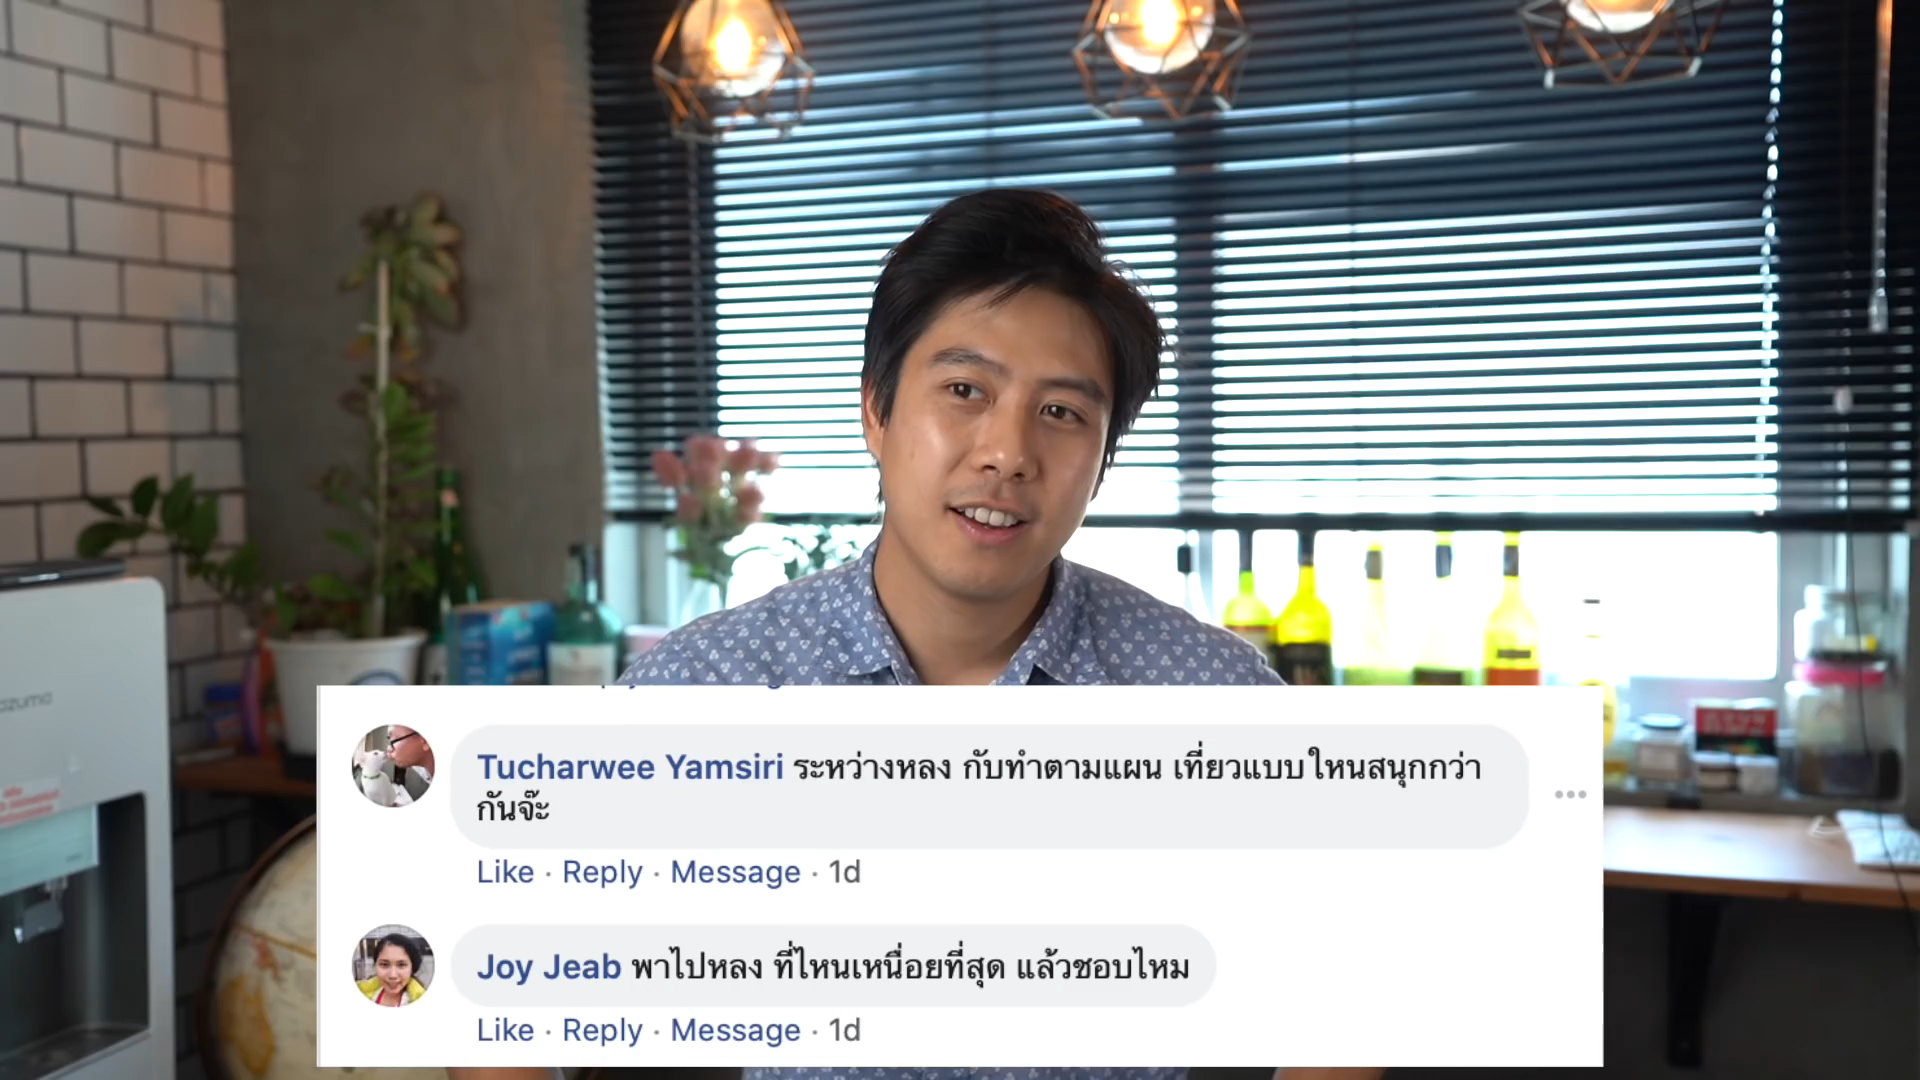 ozuma
Tucharwee Yamsiri ระหว่างหลง กับทำตามแผน เที่ยวแบบใหนสนุกกว่า
กันจ๊ะ
Like · Reply · Message · 1d
Joy Jeab พาไปหลง ที่ไหนเหนื่อยที่สุด แล้วชอบไหม
Like · Reply · Message · 1d